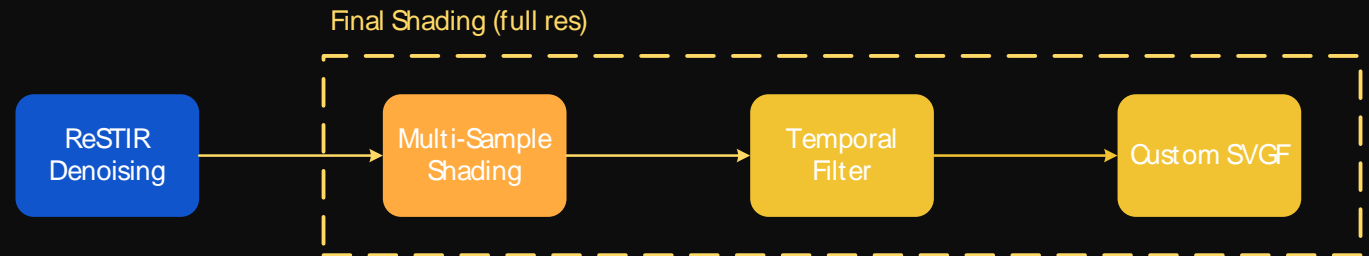 Final Shading (full res)
ReSTIR
Denoising
Multi-Sample
Shading
Temporal
Filter
Custom SVGF